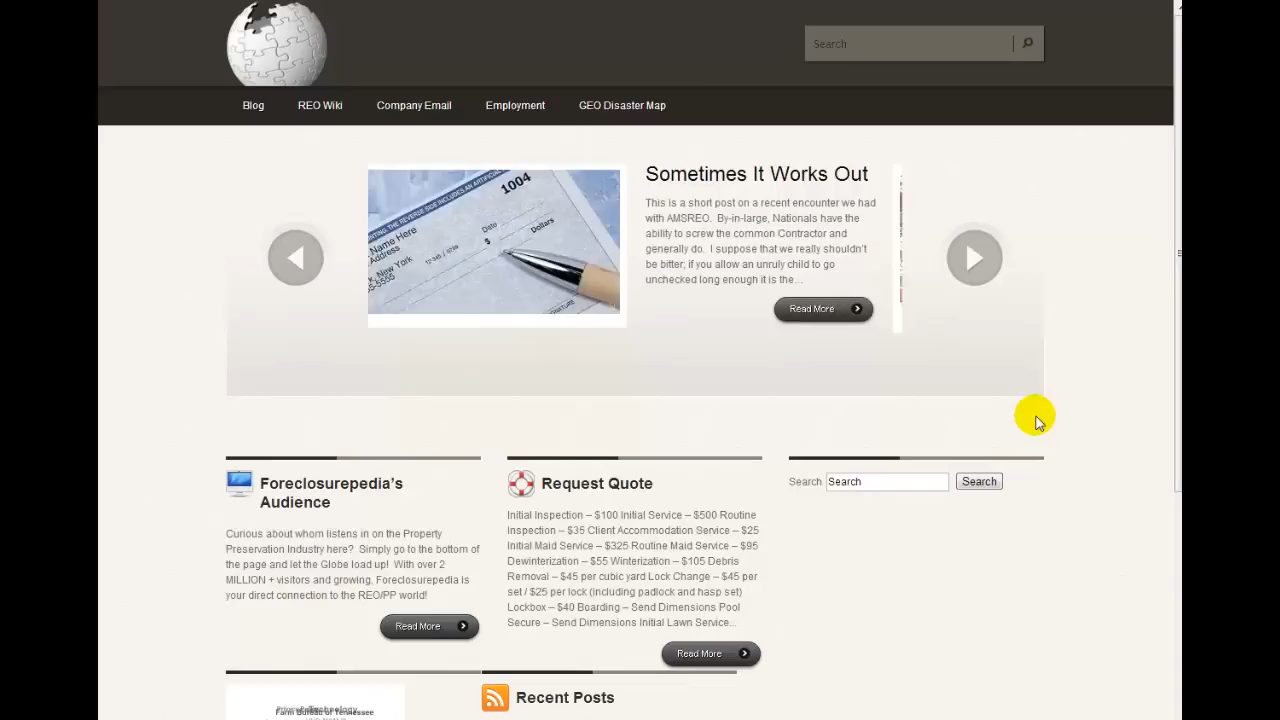 Search
Blog
REO Wiki
Company Email
Employment
GEO Disaster Map
1004
Date
Dollars
$
Name Here
Address
York
Sometimes It Works Out
This is a short post on a recent encounter we had
with AMSREO.  By-in-large, Nationals have the
ability to screw the common Contractor and
generally do.  I suppose that we really shouldn't
be bitter; if you allow an unruly child to go
unchecked long enough it is the...
Read More
Foreclosurepedia's
Audience
Curious about whom listens in on the Property
Preservation Industry here?  Simply go to the bottom of
the page and let the Globe load up!  With over 2
MILLION + visitors and growing, Foreclosurepedia is
your direct connection to the REO/PP world!
Read More
Request Quote
Initial Inspection – $100 Initial Service – $500 Routine
Inspection – $35 Client Accommodation Service – $25
Initial Maid Service – $325 Routine Maid Service – $95
Dewinterization – $55 Winterization – $105 Debris
Removal – $45 per cubic yard Lock Change – $45 per
set / $25 per lock (including padlock and hasp set)
Lockbox – $40 Boarding – Send Dimensions Pool
Secure – Send Dimensions Initial Lawn Service...
Read More
Search Search Search
Technology
Farm Bureau of Tennessee
Recent Posts